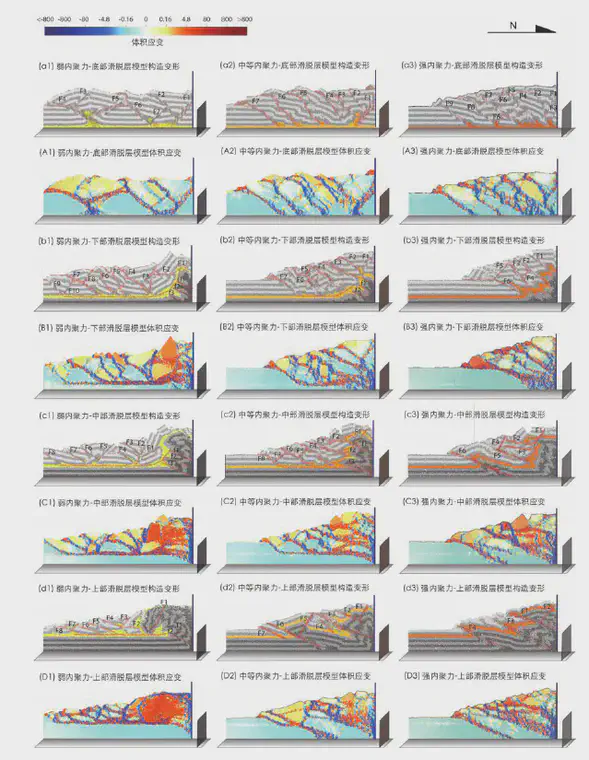 <-800 -80 -4.8 -0.16 0 0.16 4.8 80 >800
体积应变
N
(a1) 弱内聚力-底部滑脱层模型构造变形 (a2) 中等内聚力-底部滑脱层模型构造变形 (a3) 强内聚力-底部滑脱层模型构造变形
(A1) 弱内聚力-底部滑脱层模型体积应变 (A2) 中等内聚力-底部滑脱层模型体积应变 (A3) 强内聚力-底部滑脱层模型体积应变
(b1) 弱内聚力-下部滑脱层模型构造变形 (b2) 中等内聚力-下部滑脱层模型构造变形 (b3) 强内聚力-下部滑脱层模型构造变形
(B1) 弱内聚力-下部滑脱层模型体积应变 (B2) 中等内聚力-下部滑脱层模型体积应变 (B3) 强内聚力-下部滑脱层模型体积应变
(c1) 弱内聚力-中部滑脱层模型构造变形 (c2) 中等内聚力-中部滑脱层模型构造变形 (c3) 强内聚力-中部滑脱层模型构造变形
(C1) 弱内聚力-中部滑脱层模型体积应变 (C2) 中等内聚力-中部滑脱层模型体积应变 (C3) 强内聚力-中部滑脱层模型体积应变
(d1) 弱内聚力-上部滑脱层模型构造变形 (d2) 中等内聚力-上部滑脱层模型构造变形 (d3) 强内聚力-上部滑脱层模型构造变形
(D1) 弱内聚力-上部滑脱层模型体积应变 (D2) 中等内聚力-上部滑脱层模型体积应变 (D3) 强内聚力-上部滑脱层模型体积应变